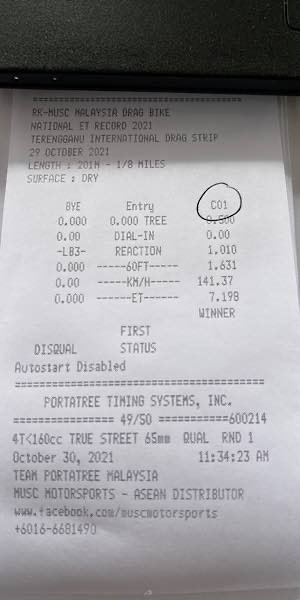 RK-MUSC MALAYSIA DRAG BIKE
NATIONAL ET RECORD 2021
TERENGGANU INTERNATIONAL DRAG STRIP
29 OCTOBER 2021
LENGTH : 201M - 1/8 MILES
SURFACE : DRY
BYE Entry C01
0.000 0.000 TREE 0.500
0.00 DIAL-IN 0.00
-LB3- REACTION 1.010
0.000 -----60FT----- 1.631
0.00 -----KM/H----- 141.37
0.000 ------ET------ 7.198
WINNER
FIRST
DISQUAL STATUS
Autostart Disabled
=======================================
PORTATREE TIMING SYSTEMS, INC.
=============== 49/50 ===========600214
4T<160cc TRUE STREET 65mm QUAL RND 1
October 30, 2021 11:34:23 AM
TEAM PORTATREE MALAYSIA
MUSC MOTORSPORTS - ASEAN DISTRIBUTOR
www.facebook.com/muscmotorsports
+6016-6681490